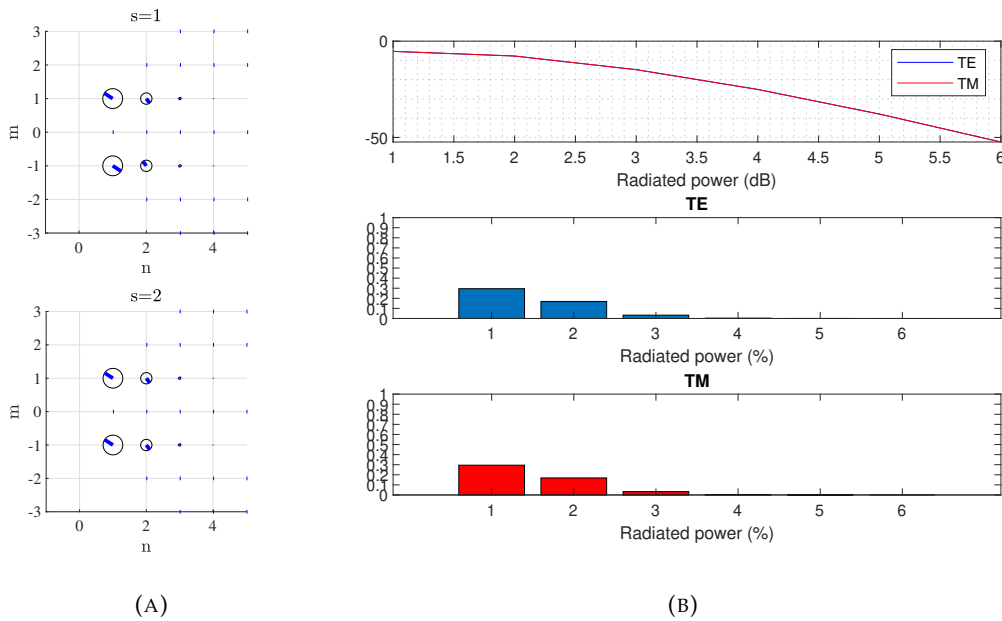 s=1
3
2
1
0
-1
-2
-3
m
0 2 4
n
s=2
3
2
1
0
-1
-2
-3
m
0 2 4
n
(A)
0
-50
TE
TM
1 1.5 2 2.5 3 3.5 4 4.5 5 5.5 6
Radiated power (dB)
TE
1
0.9
0.8
0.7
0.6
0.5
0.4
0.3
0.2
0.1
0
1 2 3 4 5 6
Radiated power (%)
TM
1
0.9
0.8
0.7
0.6
0.5
0.4
0.3
0.2
0.1
0
1 2 3 4 5 6
Radiated power (%)
(B)